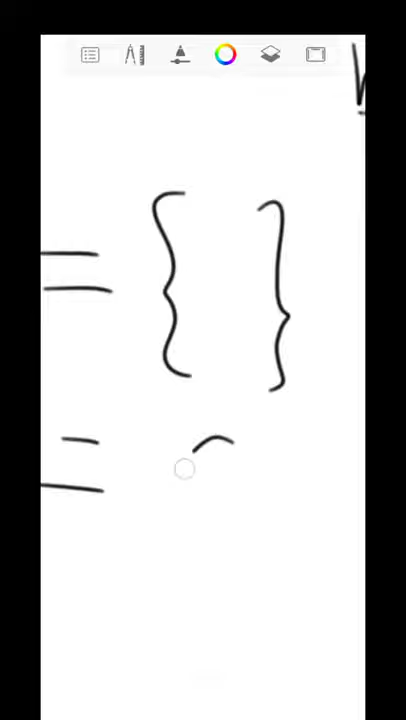 = { }
=